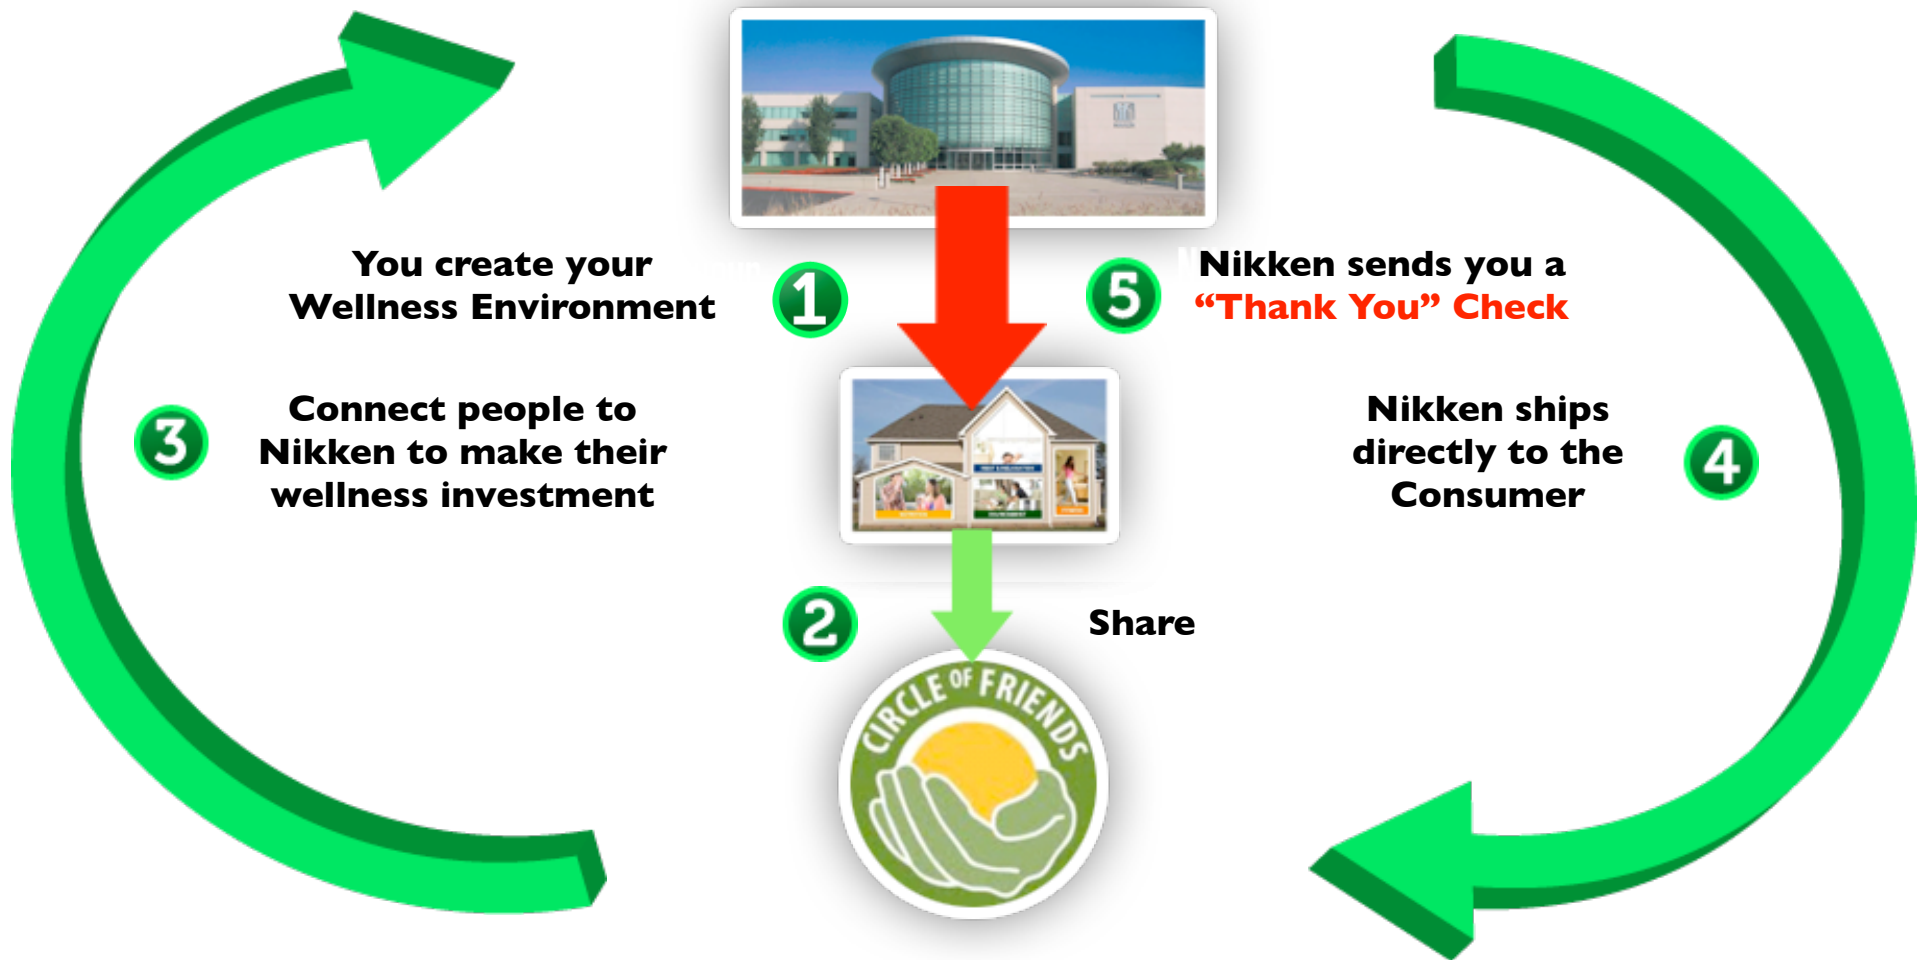 You create your
Wellness Environment
1
5
Nikken sends you a
“Thank You” Check
3
Connect people to
Nikken to make their
wellness investment
Nikken ships
directly to the
Consumer
4
2
Share
CIRCLE OF FRIENDS